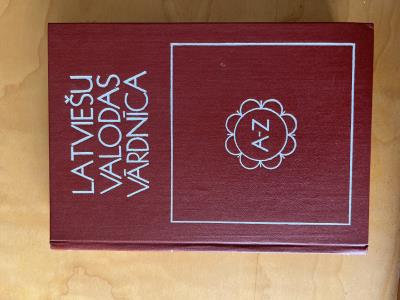 LATVIEŠU
VALODAS
VĀRDNĪCA
A-Z